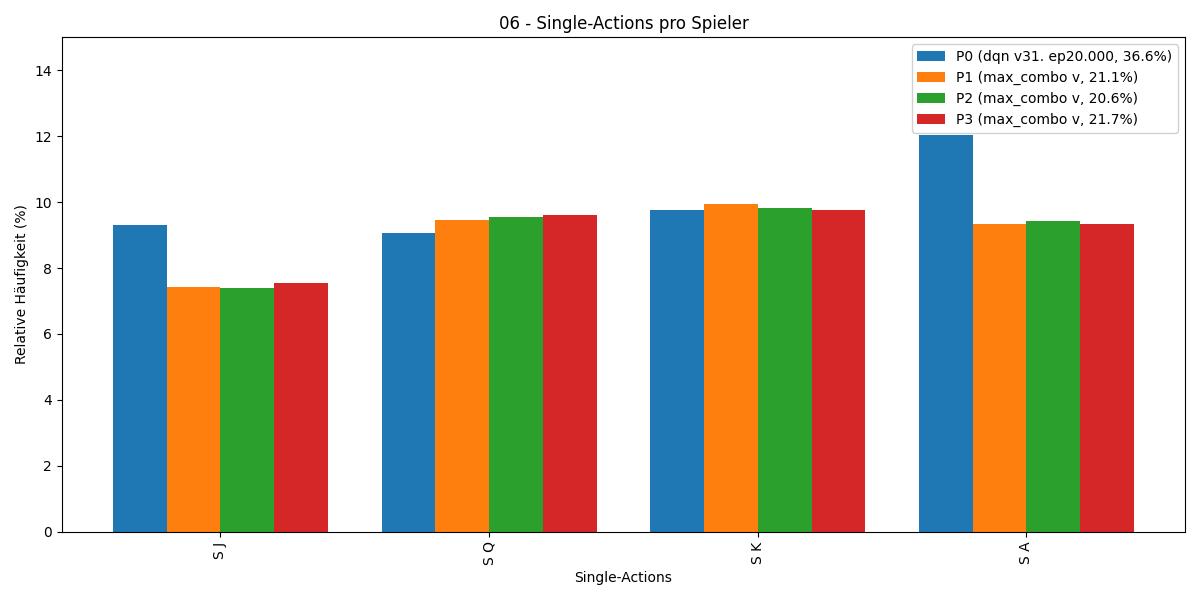 06 - Single-Actions pro Spieler
P0 (dqn v31. ep20.000, 36.6%)
P1 (max_combo v, 21.1%)
P2 (max_combo v, 20.6%)
P3 (max_combo v, 21.7%)
Relative Häufigkeit (%)
14
12
10
8
6
4
2
0
S J
S Q
S K
S A
Single-Actions